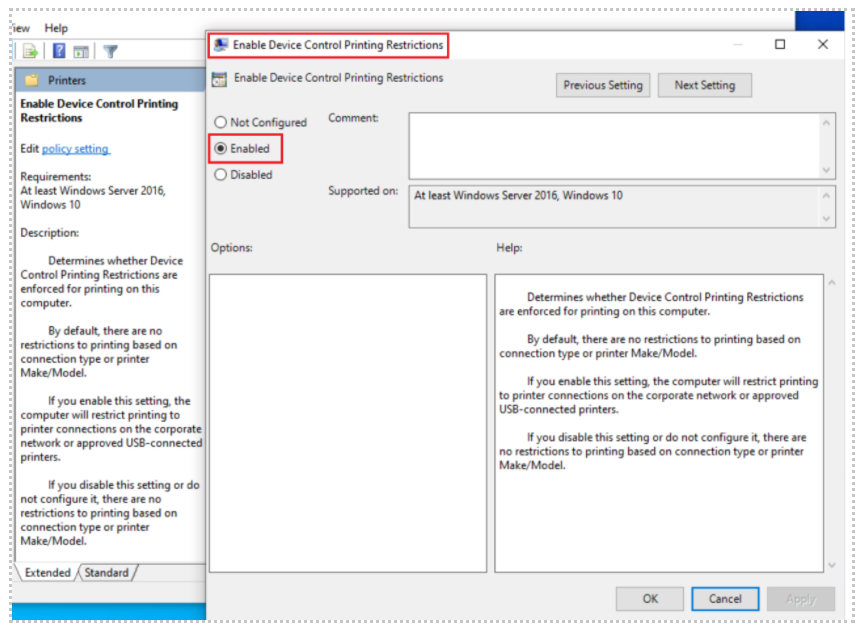 iew Help
Printers
Enable Device Control Printing
Restrictions
Edit policy setting
Requirements:
At least Windows Server 2016,
Windows 10
Description:
Determines whether Device
Control Printing Restrictions are
enforced for printing on this
computer.
By default, there are no
restrictions to printing based on
connection type or printer
Make/Model.
If you enable this setting, the
computer will restrict printing to
printer connections on the corporate
network or approved USB-connected
printers.
If you disable this setting or do
not configure it, there are no
restrictions to printing based on
connection type or printer
Make/Model.
Extended Standard
Enable Device Control Printing Restrictions
Enable Device Control Printing Restrictions
Previous Setting Next Setting
Not Configured Comment:
Enabled
Disabled
Supported on: At least Windows Server 2016, Windows 10
Options: Help:
Determines whether Device Control Printing Restrictions
are enforced for printing on this computer.
By default, there are no restrictions to printing based on
connection type or printer Make/Model.
If you enable this setting, the computer will restrict printing
to printer connections on the corporate network or approved
USB-connected printers.
If you disable this setting or do not configure it, there are
no restrictions to printing based on connection type or printer
Make/Model.
OK Cancel Apply